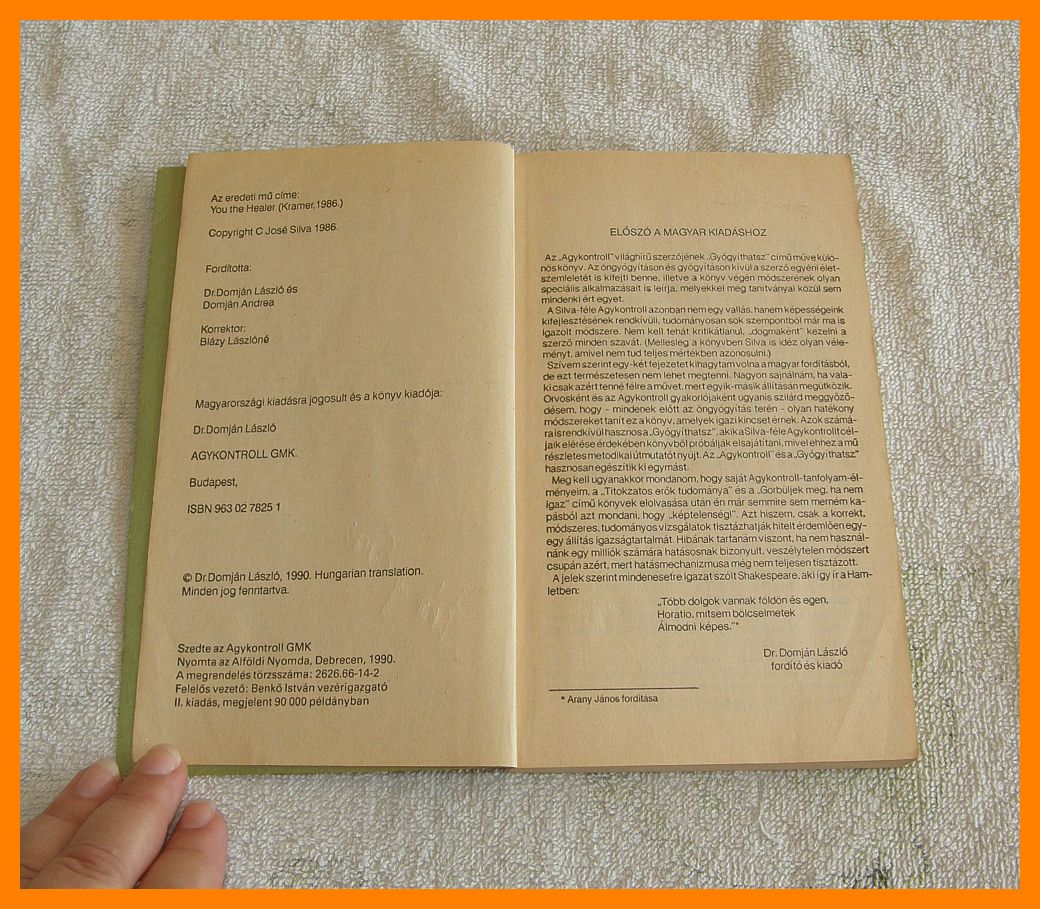 Az eredeti mű címe:
You the Healer (Kramer,1986.)
Copyright C José Silva 1986.
Fordította:
Dr.Domján László és
Domján Andrea
Korrektor:
Blázy Lászlóné
Magyarországi kiadásra jogosult és a könyv kiadója:
Dr.Domján László
AGYKONTROLL GMK.
Budapest,
ISBN 963 02 7825 1
© Dr.Domján László, 1990. Hungarian translation.
Minden jog fenntartva.
Szedte az Agykontroll GMK
Nyomta az Alföldi Nyomda, Debrecen, 1990.
A megrendelés törzsszáma: 2626.66-14-2
Felelős vezető: Benkő István vezérigazgató
II. kiadás, megjelent 90 000 példányban
ELŐSZÓ A MAGYAR KIADÁSHOZ
Az „Agykontroll" világhírű szerzőjének „Gyógyíthatsz" című műve külö-
nös könyv. Az öngyógyításon és gyógyításon kívül a szerző egyéni élet-
szemleletét is kifejti benne, illetve a könyv végén módszerének olyan
speciális alkalmazásait is leírja, melyekkel még tanítványai közül sem
mindenki ért egyet.
A Silva-féle Agykontroll azonban nem egy vallás, hanem képességeink
kifejlesztésének rendkívüli, tudományosan sok szempontból már ma is
igazolt módszere. Nem kell tehát kritikátlanul, „dogmaként" kezelni a
szerző minden szavát. (Mellesleg a könyvben Silva is idéz olyan véle-
ményt, amivel nem tud teljes mértékben azonosulni.)
Szívem szerint egy-két fejezetet kihagytam volna a magyar fordításból,
de ezt természetesen nem lehet megtenni. Nagyon sajnálnám, ha vala-
ki csak azért tenné félre a művet, mert egyik-másik állításán megütközik.
Orvosként és az Agykontroll gyakorlójaként ugyanis szilárd meggyőző-
désem, hogy - mindenek előtt az öngyógyítás terén - olyan hatékony
módszereket tanít ez a könyv, amelyek igazi kincset érnek. Azok számá-
ra is rendkívül hasznos a „Gyógyíthatsz", akik a Silva-féle Agykontrollt cél-
jaik elérése érdekében könyvből próbálják elsajátítani, mivel ehhez a mű
részletes metodikai útmutatót nyújt. Az „Agykontroll" és a „Gyógyíthatsz"
hasznosan egészítik ki egymást.
Meg kell ugyanakkor mondanom, hogy saját Agykontroll-tanfolyam-él-
ményeim, a „Titokzatos erők tudománya" és a „Görbüljek meg, ha nem
igaz" című könyvek elolvasása után én már semmire sem merném ka-
pásból azt mondani, hogy „képtelenség!". Azt hiszem, csak a korrekt,
módszeres, tudományos vizsgálatok tisztázhatják hitelt érdemlően egy-
egy állítás igazságtartalmát. Hibának tartanám viszont, ha nem használ-
nánk egy milliók számára hatásosnak bizonyult, veszélytelen módszert
csupán azért, mert hatásmechanizmusa még nem teljesen tisztázott.
A jelek szerint mindenesetre igazat szólt Shakespeare, aki így ír a Ham-
letben:
„Több dolgok vannak földön és egen,
Horatio, mitsem bölcselmetek
Álmodni képes."*
Dr. Domján László
fordító és kiadó
* Arany János fordítása